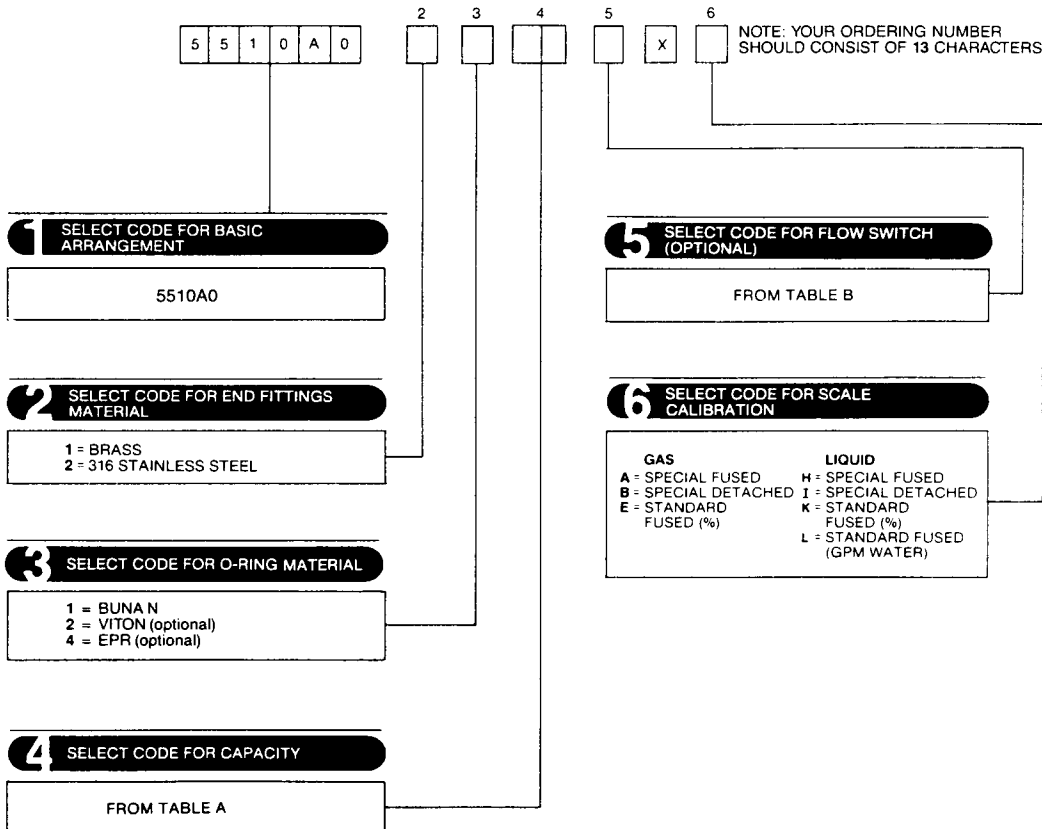 2 3 4 5 6
5 5 1 0 A 0 X
NOTE: YOUR ORDERING NUMBER
SHOULD CONSIST OF 13 CHARACTERS
1 SELECT CODE FOR BASIC
ARRANGEMENT
5510A0
2 SELECT CODE FOR END FITTINGS
MATERIAL
1 = BRASS
2 = 316 STAINLESS STEEL
3 SELECT CODE FOR O-RING MATERIAL
1 = BUNA N
2 = VITON (optional)
4 = EPR (optional)
4 SELECT CODE FOR CAPACITY
FROM TABLE A
5 SELECT CODE FOR FLOW SWITCH
(OPTIONAL)
FROM TABLE B
6 SELECT CODE FOR SCALE
CALIBRATION
GAS
A = SPECIAL FUSED
B = SPECIAL DETACHED
E = STANDARD
FUSED (%)
LIQUID
H = SPECIAL FUSED
I = SPECIAL DETACHED
K = STANDARD
FUSED (%)
L = STANDARD FUSED
(GPM WATER)